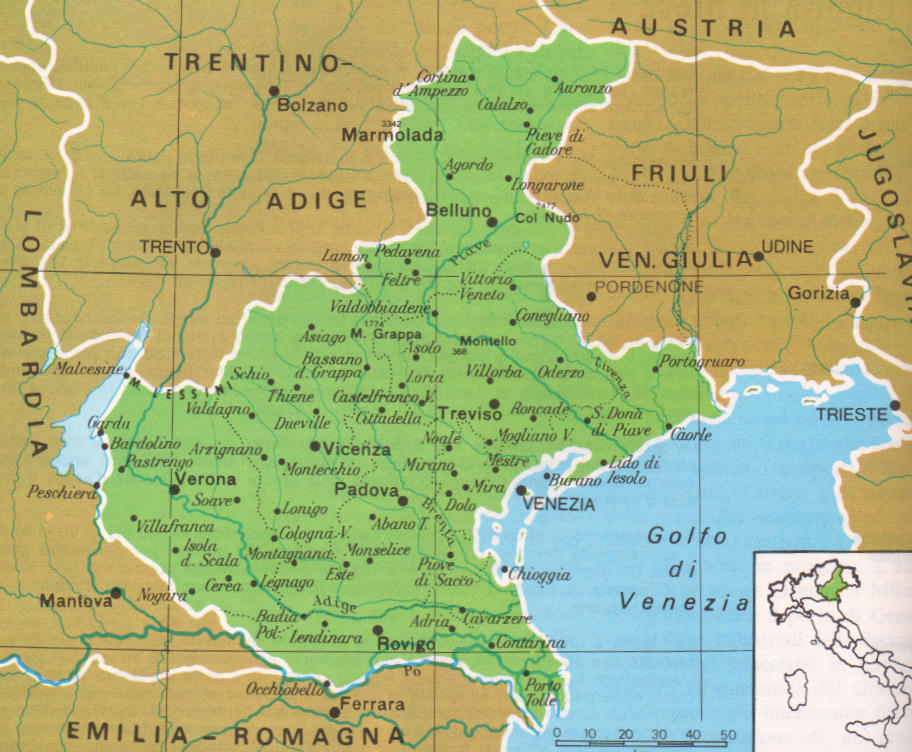 AUSTRIA
TRENTINO-
Cortina
d'Ampezzo
Auronzo
Bolzano
Calalzo
3342
Marmolada
Pieve di
Cadore
JUGOSLAVIA
Agordo
Longarone
FRIULI
ALTO ADIGE
LOMBARDIA
Belluno
2472
Col Nudo
TRENTO
Lamon
Pedavena
Piave
VEN. GIULIA
UDINE
Feltre
Vittorio
Veneto
PORDENONE
Gorizia
Valdobbiadene
Conegliano
1774
M. Grappa
Asiago
Asolo
Montello
368
Bassano
d. Grappa
Malcesine
M. LESSINI
Schio
Loria
Villorba
Oderzo
Livenza
Portogruaro
Thiene
Castelfranco V.
Cittadella
Valdagno
Treviso
Roncade
S. Donà
di Piave
TRIESTE
Garda
Dueville
Noale
Mogliano V.
Càorle
Bardolino
Arzignano
Vicenza
Pastrengo
Montecchio
Mirano
Mestre
Lido di
Iesolo
Burano
Peschiera
Verona
Padova
Mira
Soave
Dolo
VENEZIA
Lonigo
Brenta
Villafranca
Abano T.
Cologna V.
Golfo
di
Venezia
Isola
d. Scala
Montagnana
Monselice
Este
Piove
di Sacco
Chioggia
Cerea
Legnago
Mantova
Nogara
Adige
Badia
Pol.
Adria
Cavarzere
Lendinara
Rovigo
Contarina
Po
Occhiobello
Porto
Tolle
Ferrara
EMILIA-ROMAGNA
0
50